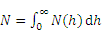 N = ∫₀^∞ N(h) dh